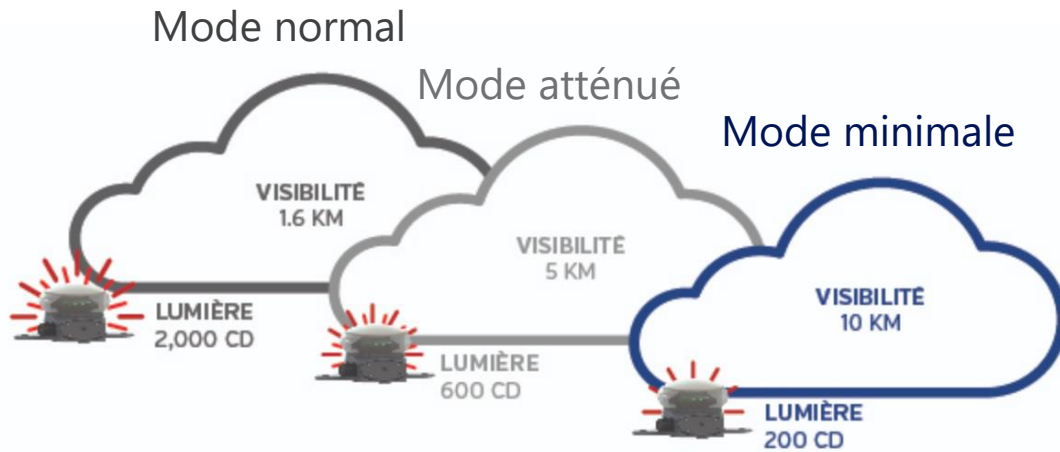 Mode normal
Mode atténué
Mode minimale
VISIBILITÉ
1.6 KM
LUMIÈRE
2,000 CD
VISIBILITÉ
5 KM
LUMIÈRE
600 CD
VISIBILITÉ
10 KM
LUMIÈRE
200 CD